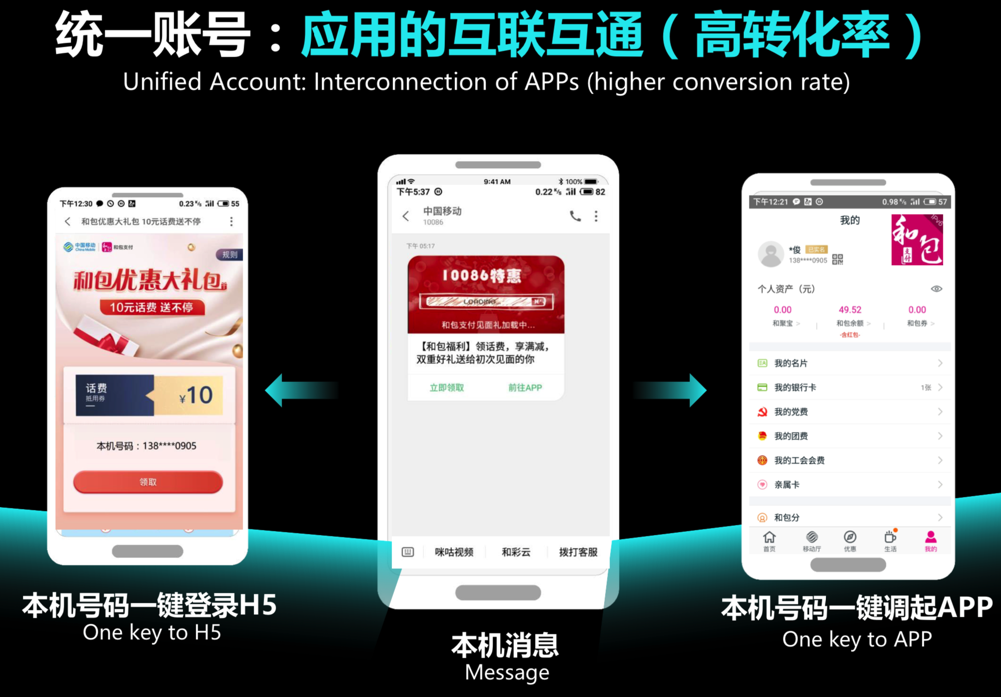 统一账号：应用的互联互通（高转化率）
Unified Account: Interconnection of APPs (higher conversion rate)
下午12:30
0.23 55
和包优惠大礼包 10元话费送不停
中国移动 China Mobile 和包支付
规则
和包优惠大礼包
10元话费 送不停
话费
抵用券
¥10
本机号码：138****0905
领取
本机号码一键登录H5
One key to H5
9:41 AM 100%
下午5:37 0.22 82
中国移动
10086
下午 05:17
10086特惠
LOADING...
和包支付见面礼加载中...
【和包福利】领话费，享满减，
双重好礼送给初次见面的你
立即领取 前往APP
咪咕视频 和彩云 拨打客服
本机消息
Message
下午12:21 0.98 57
我的
和包
支付
*俊
138****0905
个人资产（元）
0.00 49.52 0.00
和聚宝 > 和包余额 > 和包券 >
·含红包·
我的名片
我的银行卡 1张
我的党费
我的团费
我的工会会费
亲属卡
和包分
首页 移动厅 优惠 生活 我的
本机号码一键调起APP
One key to APP